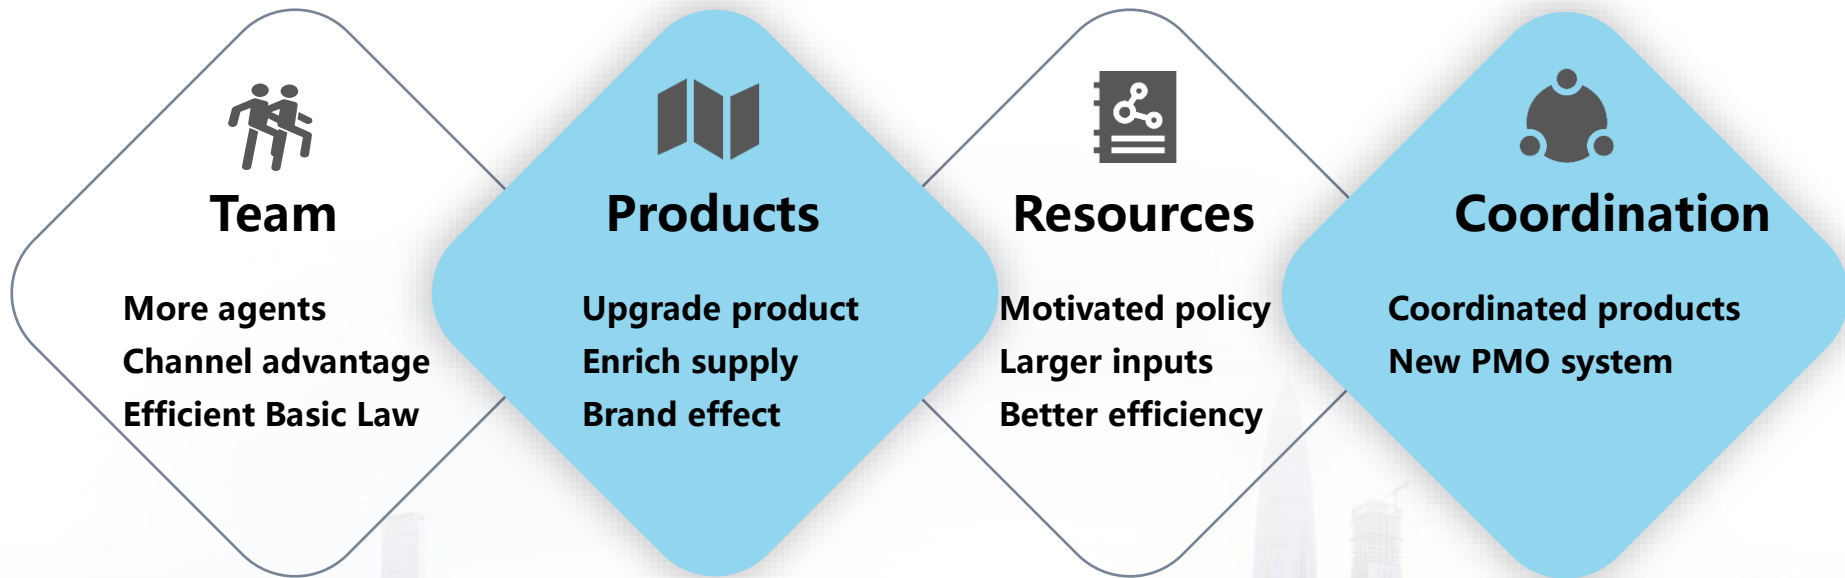 Team
More agents
Channel advantage
Efficient Basic Law
Products
Upgrade product
Enrich supply
Brand effect
Resources
Motivated policy
Larger inputs
Better efficiency
Coordination
Coordinated products
New PMO system